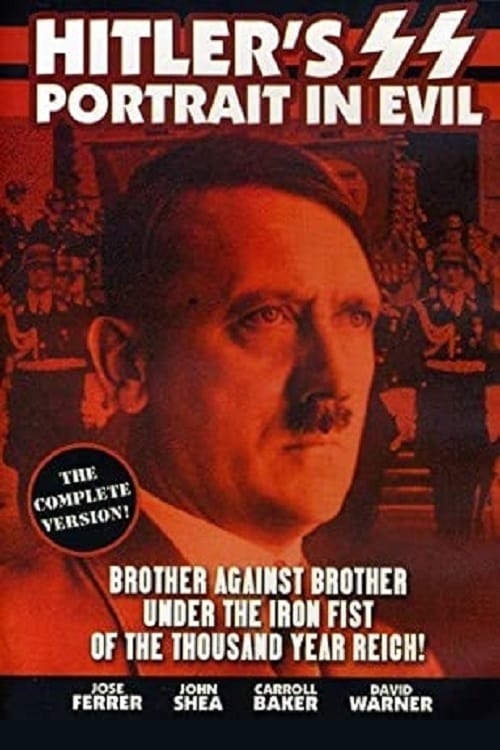 HITLER'S SS
PORTRAIT IN EVIL
THE
COMPLETE
VERSION!
BROTHER AGAINST BROTHER
UNDER THE IRON FIST
OF THE THOUSAND YEAR REICH!
JOSE
FERRER
JOHN
SHEA
CARROLL
BAKER
DAVID
WARNER